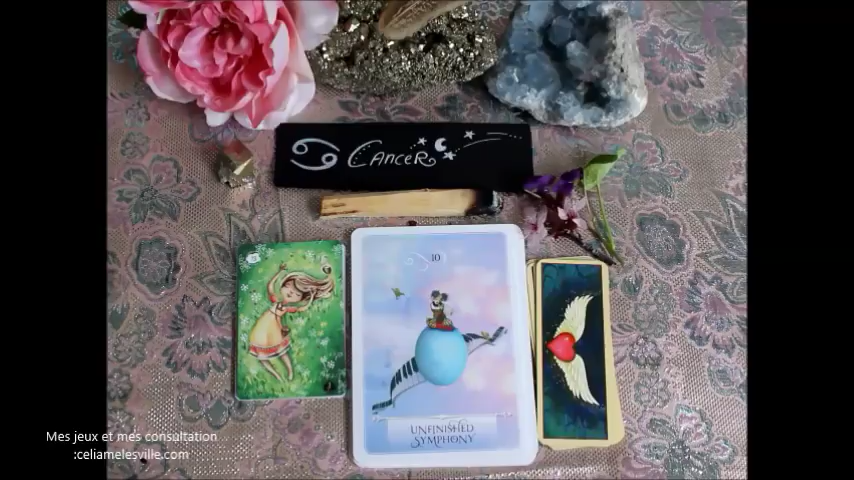 CANCER
10
UNFINISHED
SYMPHONY
Mes jeux et mes consultation
:celiamelesville.com